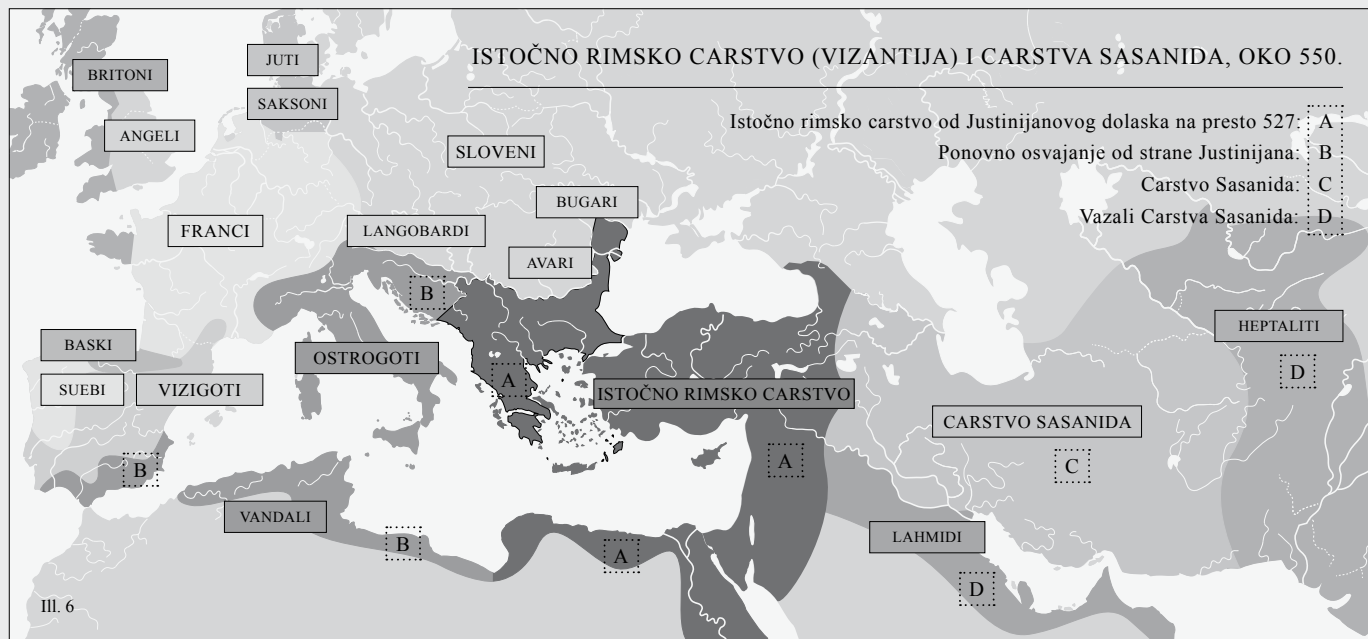 ISTOČNO RIMSKO CARSTVO (VIZANTIJA) I CARSTVA SASANIDA, OKO 550.
Istočno rimsko carstvo od Justinijanovog dolaska na presto 527: A
Ponovno osvajanje od strane Justinijana: B
Carstvo Sasanida: C
Vazali Carstva Sasanida: D
JUTI
BRITONI
SAKSONI
ANGELI
SLOVENI
BUGARI
FRANCI
LANGOBARDI
AVARI
B
HEPTALITI
BASKI
OSTROGOTI
D
SUEBI
VIZIGOTI
A
ISTOČNO RIMSKO CARSTVO
CARSTVO SASANIDA
B
A
C
VANDALI
B
A
LAHMIDI
D
Ill. 6